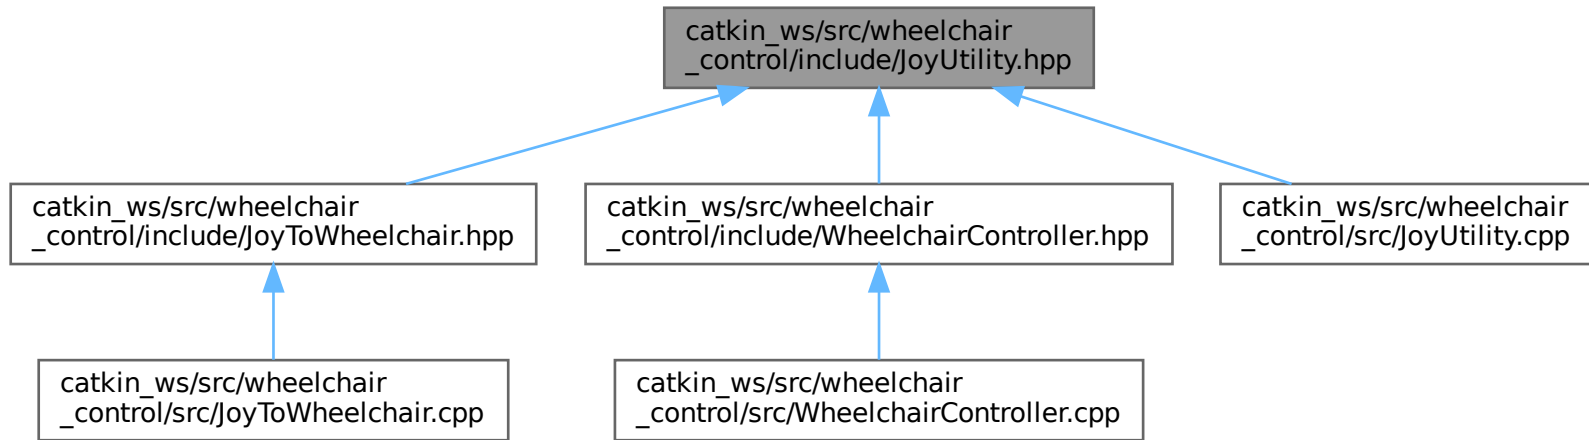 catkin_ws/src/wheelchair
_control/include/JoyUtility.hpp
catkin_ws/src/wheelchair
_control/include/JoyToWheelchair.hpp
catkin_ws/src/wheelchair
_control/include/WheelchairController.hpp
catkin_ws/src/wheelchair
_control/src/JoyUtility.cpp
catkin_ws/src/wheelchair
_control/src/JoyToWheelchair.cpp
catkin_ws/src/wheelchair
_control/src/WheelchairController.cpp